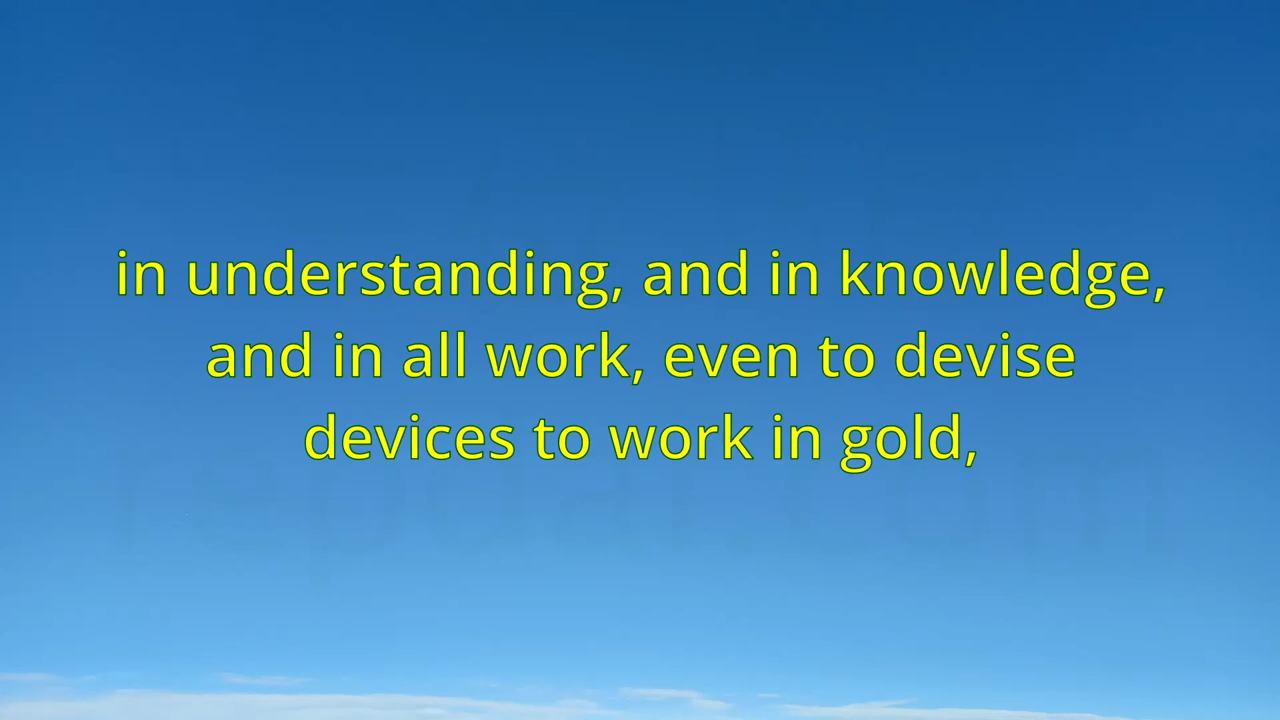 in understanding, and in knowledge,
and in all work, even to devise
devices to work in gold,